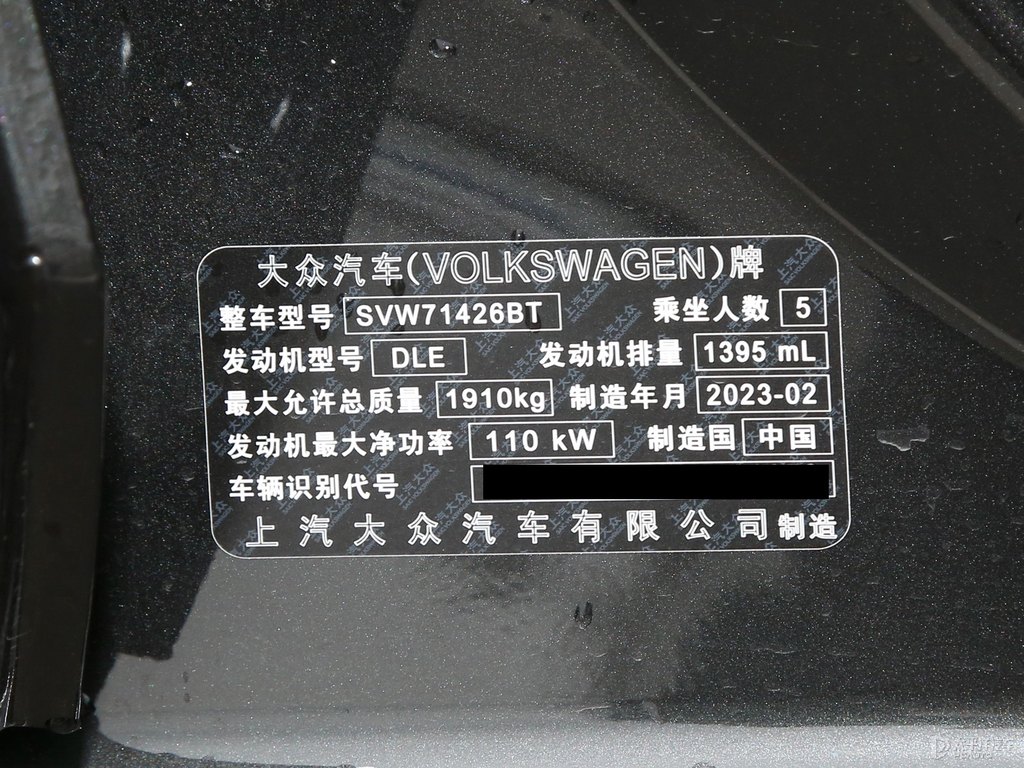 大众汽车(VOLKSWAGEN)牌
整车型号 SVW71426BT 乘坐人数 5
发动机型号 DLE 发动机排量 1395 mL
最大允许总质量 1910kg 制造年月 2023-02
发动机最大净功率 110 kW 制造国 中国
车辆识别代号
上汽大众汽车有限公司制造